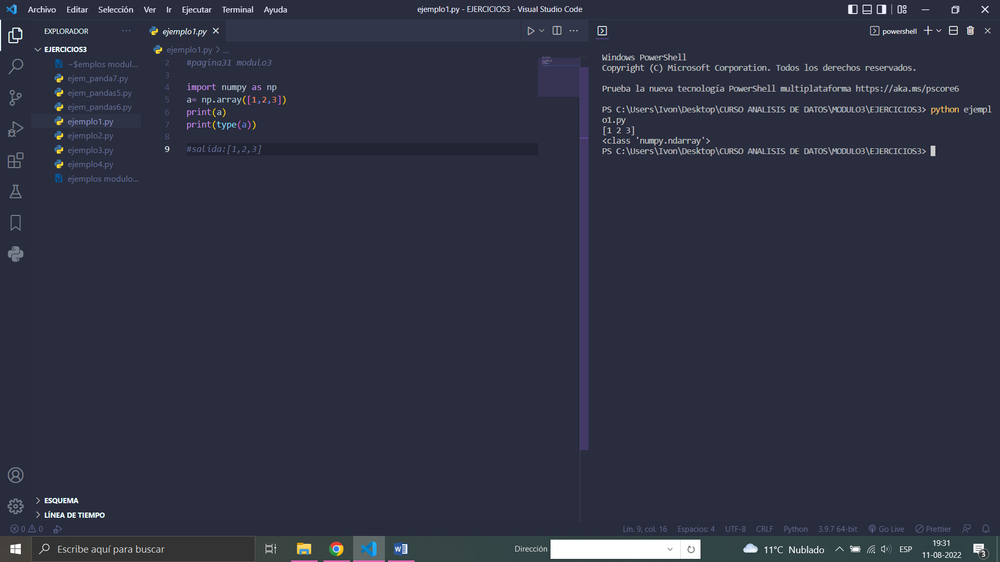 Archivo Editar Selección Ver Ir Ejecutar Terminal Ayuda
ejemplo1.py - EJERCICIOS3 - Visual Studio Code
EXPLORADOR
EJERCICIOS3
~$emplos modul...
ejem_panda7.py
ejem_pandas5.py
ejem_pandas6.py
ejemplo1.py
ejemplo2.py
ejemplo3.py
ejemplo4.py
ejemplos modulo...
ESQUEMA
LÍNEA DE TIEMPO
ejemplo1.py
ejemplo1.py > ...
2 #pagina31 modulo3
3
4 import numpy as np
5 a= np.array([1,2,3])
6 print(a)
7 print(type(a))
8
9 #salida:[1,2,3]
powershell
Windows PowerShell
Copyright (C) Microsoft Corporation. Todos los derechos reservados.
Prueba la nueva tecnología PowerShell multiplataforma https://aka.ms/pscore6
PS C:\Users\Ivon\Desktop\CURSO ANALISIS DE DATOS\MODULO3\EJERCICIOS3> python ejempl
o1.py
[1 2 3]
<class 'numpy.ndarray'>
PS C:\Users\Ivon\Desktop\CURSO ANALISIS DE DATOS\MODULO3\EJERCICIOS3>
0 0
Lín. 9, col. 16 Espacios: 4 UTF-8 CRLF Python 3.9.7 64-bit Go Live Prettier
Escribe aquí para buscar
Dirección
11°C Nublado
ESP
19:31
11-08-2022
3